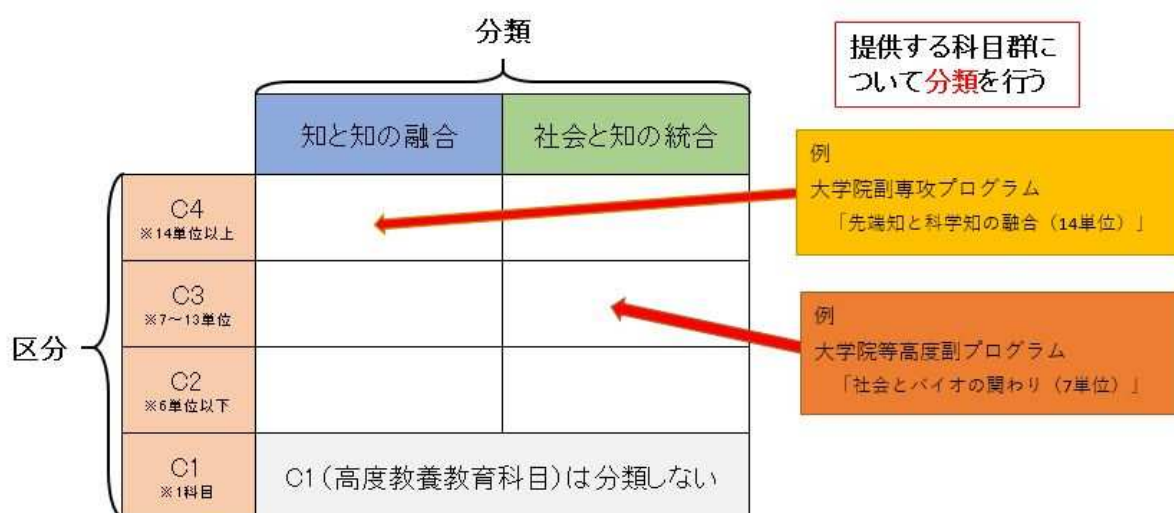 分類
提供する科目群に
ついて分類を行う
知と知の融合
社会と知の統合
例
大学院副専攻プログラム
「先端知と科学知の融合（14単位）」
C4
※14単位以上
C3
※7～13単位
例
大学院等高度副プログラム
「社会とバイオの関わり（7単位）」
区分
C2
※6単位以下
C1
※1科目
C1（高度教養教育科目）は分類しない